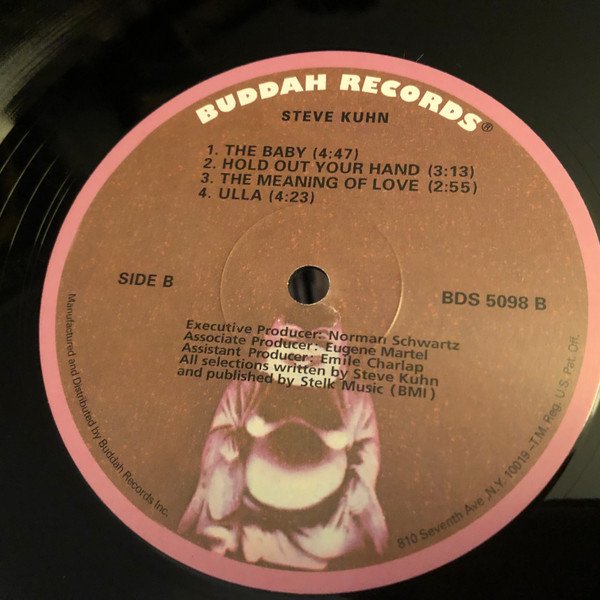 BUDDAH RECORDS®
STEVE KUHN
1. THE BABY (4:47)
2. HOLD OUT YOUR HAND (3:13)
3. THE MEANING OF LOVE (2:55)
4. ULLA (4:23)
SIDE B
BDS 5098 B
Executive Producer: Norman Schwartz
Associate Producer: Eugene Martel
Assistant Producer: Emile Charlap
All selections written by Steve Kuhn
and published by Stelk Music (BMI)
Manufactured and Distributed by Buddah Records Inc.
810 Seventh Ave., N.Y. 10019 –T.M. Reg. U.S. Pat. Off.